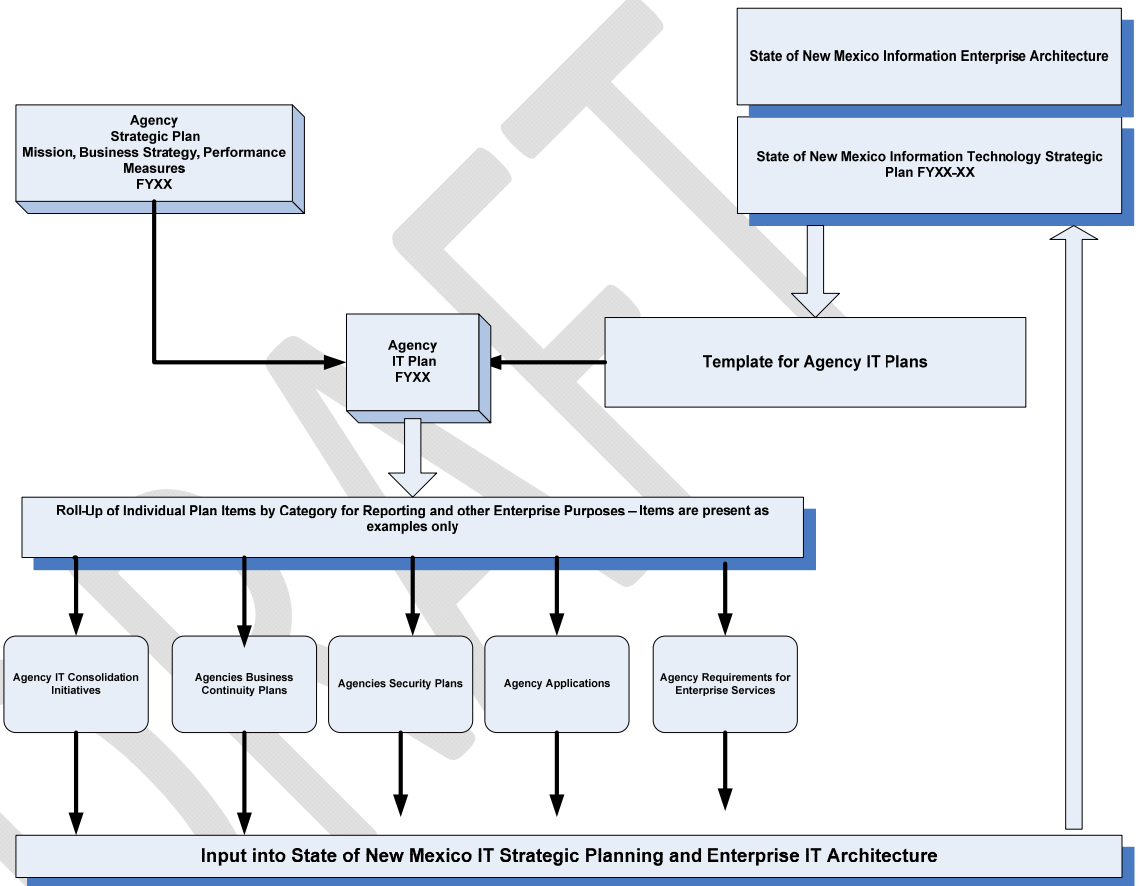 State of New Mexico Information Enterprise Architecture
Agency
Strategic Plan
Mission, Business Strategy, Performance
Measures
FYXX
State of New Mexico Information Technology Strategic
Plan FYXX-XX
Agency
IT Plan
FYXX
Template for Agency IT Plans
Roll-Up of Individual Plan Items by Category for Reporting and other Enterprise Purposes – Items are present as
examples only
Agency IT Consolidation
Initiatives
Agencies Business
Continuity Plans
Agencies Security Plans
Agency Applications
Agency Requirements for
Enterprise Services
Input into State of New Mexico IT Strategic Planning and Enterprise IT Architecture
DRAFT